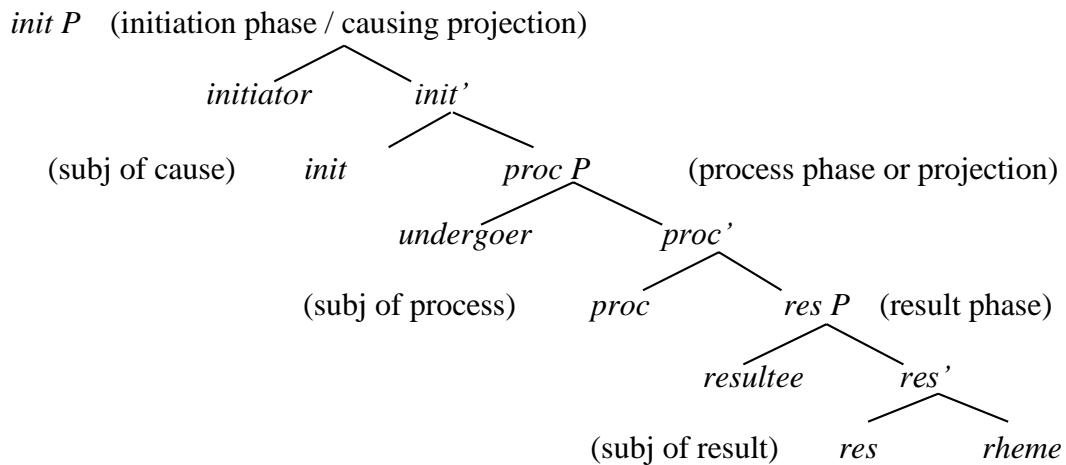 init P (initiation phase / causing projection)
initiator init’
(subj of cause) init proc P (process phase or projection)
undergoer proc’
(subj of process) proc res P (result phase)
resultee res’
(subj of result) res rheme